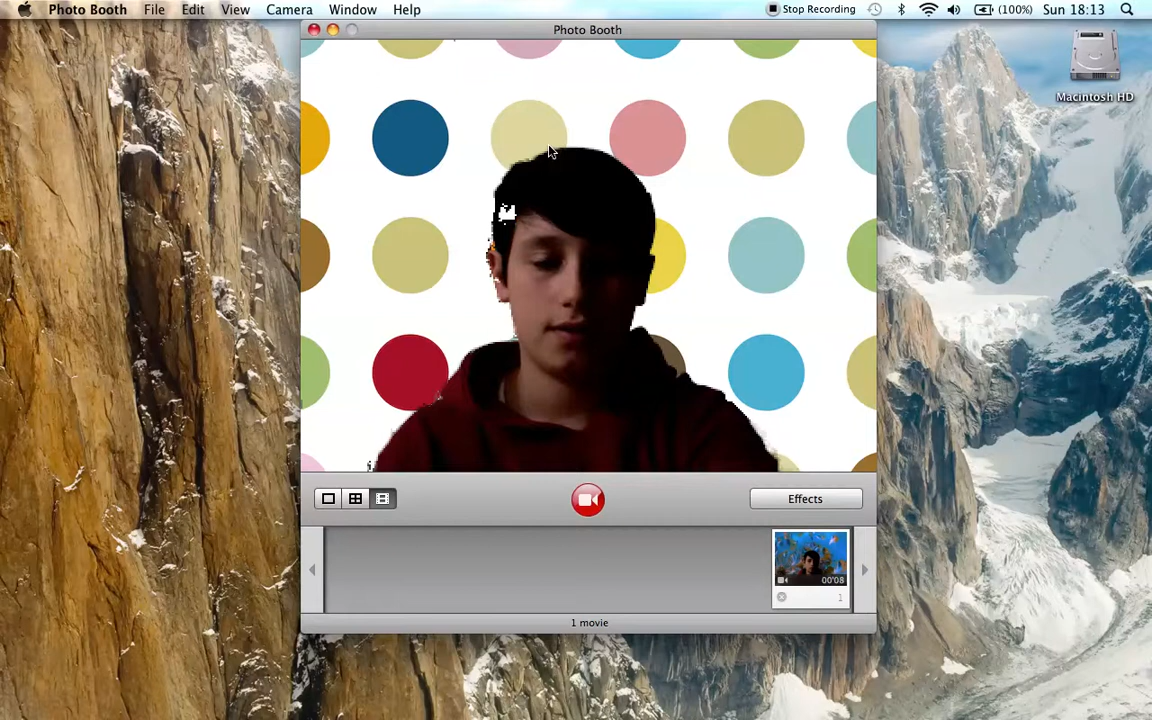 Photo Booth File Edit View Camera Window Help Stop Recording (100%) Sun 18:13
Photo Booth
Macintosh HD
Effects
00'08
1
1 movie